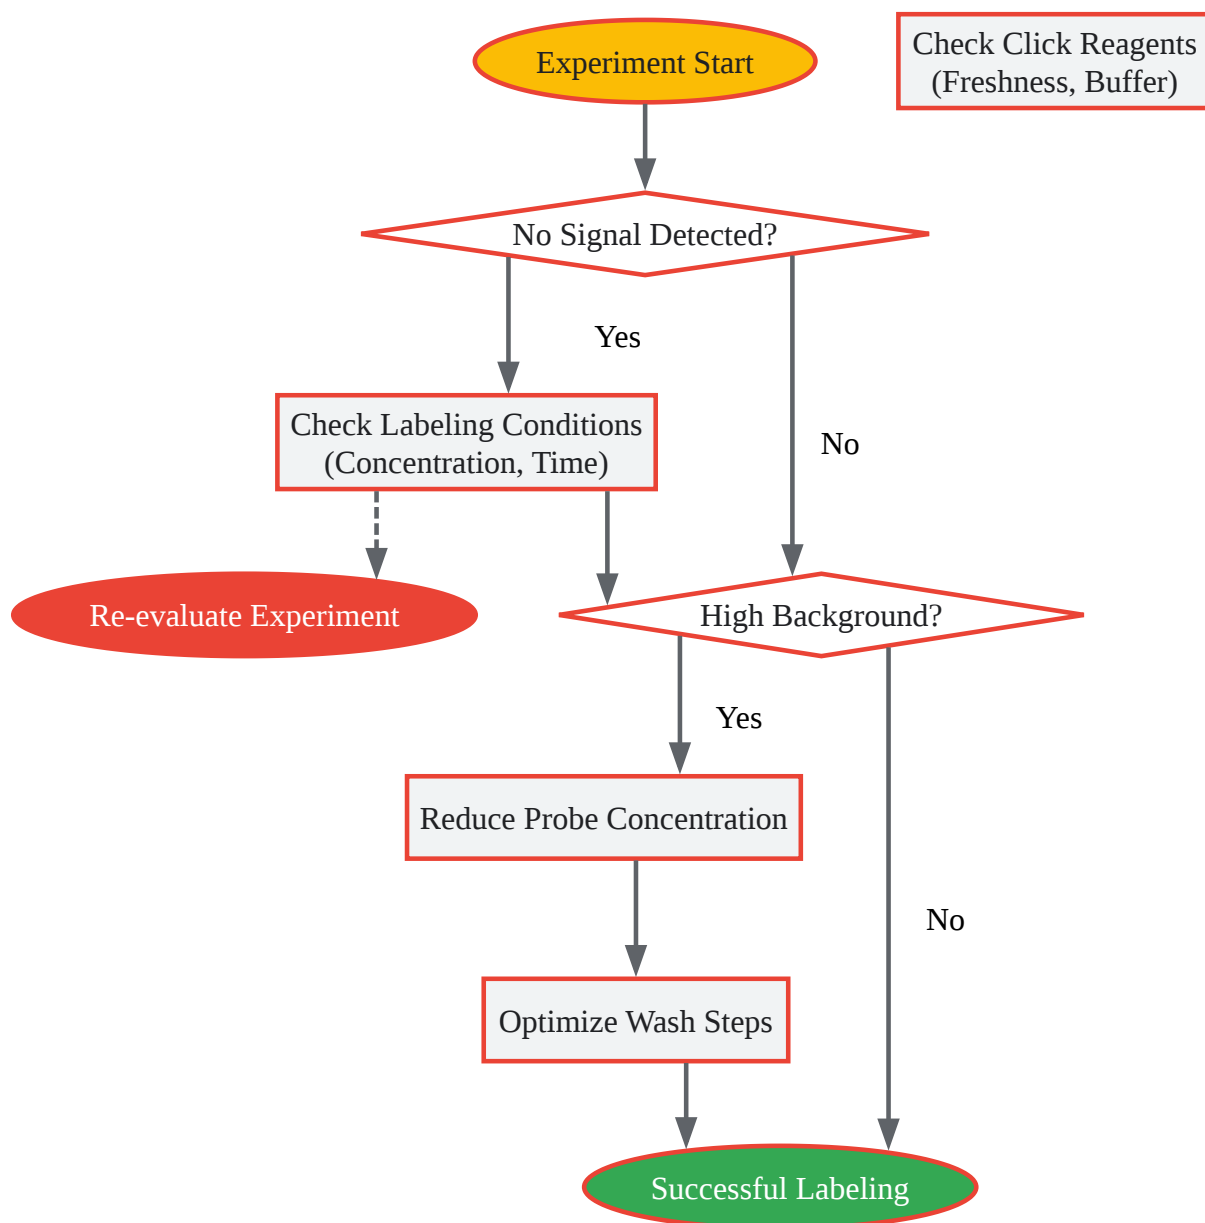 Experiment Start
Check Click Reagents
(Freshness, Buffer)
No Signal Detected?
Yes
Check Labeling Conditions
(Concentration, Time)
No
Re-evaluate Experiment
High Background?
Yes
Reduce Probe Concentration
No
Optimize Wash Steps
Successful Labeling